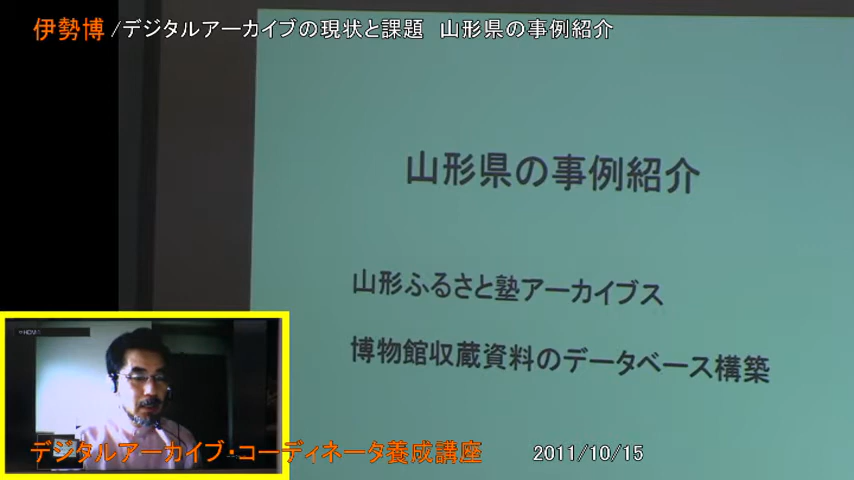 伊勢博/デジタルアーカイブの現状と課題 山形県の事例紹介
山形県の事例紹介
山形ふるさと塾アーカイブス
博物館収蔵資料のデータベース構築
デジタルアーカイブ・コーディネータ養成講座 2011/10/15